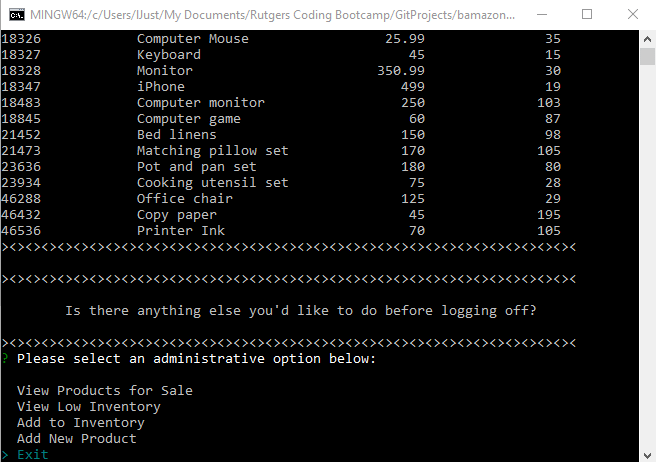 MINGW64:/c/Users/IJust/My Documents/Rutgers Coding Bootcamp/GitProjects/bamazon...
18326 Computer Mouse 25.99 35
18327 Keyboard 45 15
18328 Monitor 350.99 30
18347 iPhone 499 19
18483 Computer monitor 250 103
18845 Computer game 60 87
21452 Bed linens 150 98
21473 Matching pillow set 170 105
23636 Pot and pan set 180 80
23934 Cooking utensil set 75 28
46288 Office chair 125 29
46432 Copy paper 45 195
46536 Printer Ink 70 105
><><><><><><><><><><><><><><><><><><><><><><><><><><><><><><><><><><><><
><><><><><><><><><><><><><><><><><><><><><><><><><><><><><><><><><><><><
Is there anything else you'd like to do before logging off?
><><><><><><><><><><><><><><><><><><><><><><><><><><><><><><><><><><><><
? Please select an administrative option below:
View Products for Sale
View Low Inventory
Add to Inventory
Add New Product
> Exit